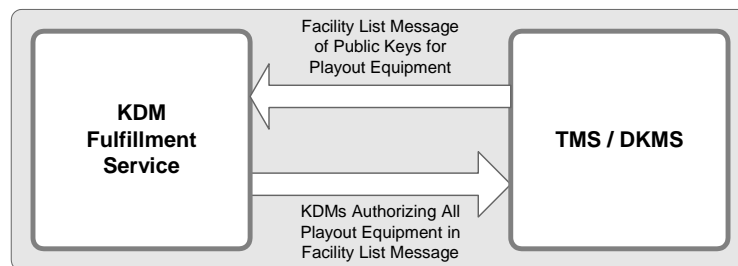 Facility List Message
of Public Keys for
Playout Equipment
KDM
Fulfillment
Service
TMS / DKMS
KDMs Authorizing All
Playout Equipment in
Facility List Message